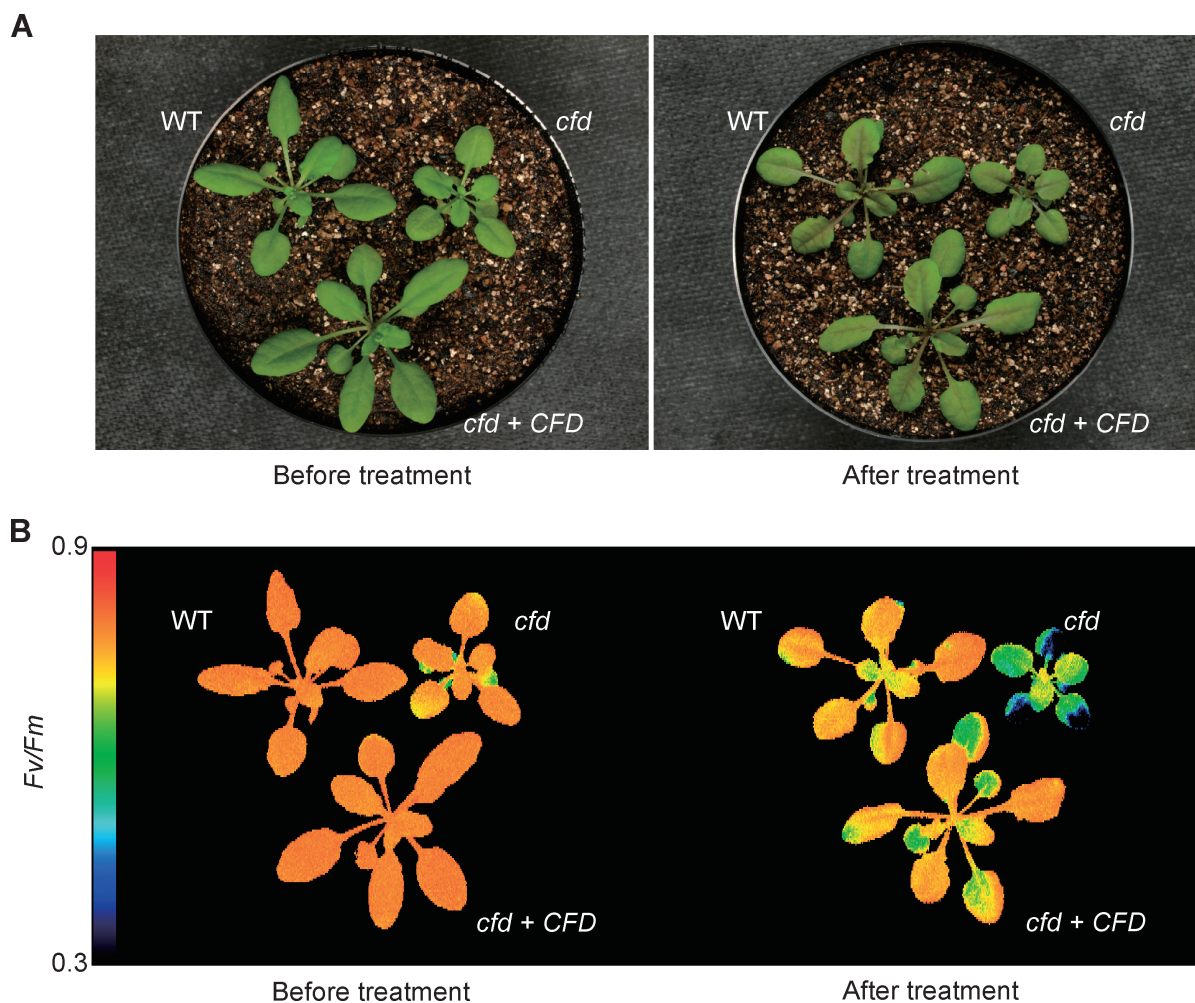 A
WT
cfd
cfd + CFD
WT
cfd
cfd + CFD
Before treatment
After treatment
B
0.9
Fv/Fm
0.3
WT
cfd
cfd + CFD
WT
cfd
cfd + CFD
Before treatment
After treatment